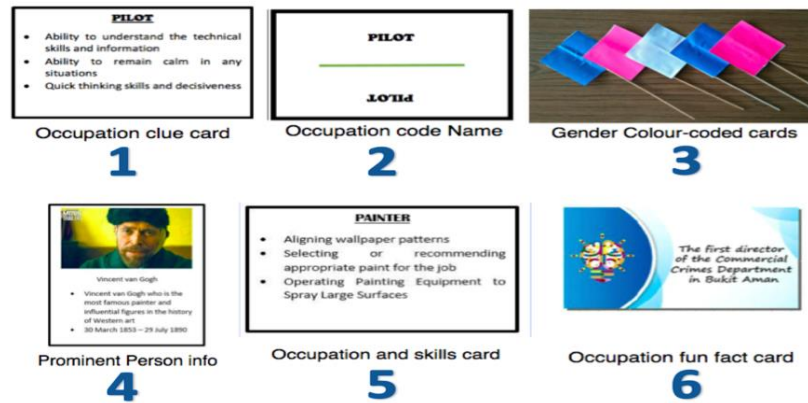 PILOT
• Ability to understand the technical
skills and information
• Ability to remain calm in any
situations
• Quick thinking skills and decisiveness
Occupation clue card
1
PILOT
PILOT
Occupation code Name
2
Gender Colour-coded cards
3
Vincent van Gogh
• Vincent van Gogh who is the
most famous painter and
influential figures in the history
of Western art
• 30 March 1853 – 29 July 1890
Prominent Person info
4
PAINTER
• Aligning wallpaper patterns
• Selecting or recommending
appropriate paint for the job
• Operating Painting Equipment to
Spray Large Surfaces
Occupation and skills card
5
The first director
of the Commercial
Crimes Department
in Bukit Aman
Occupation fun fact card
6